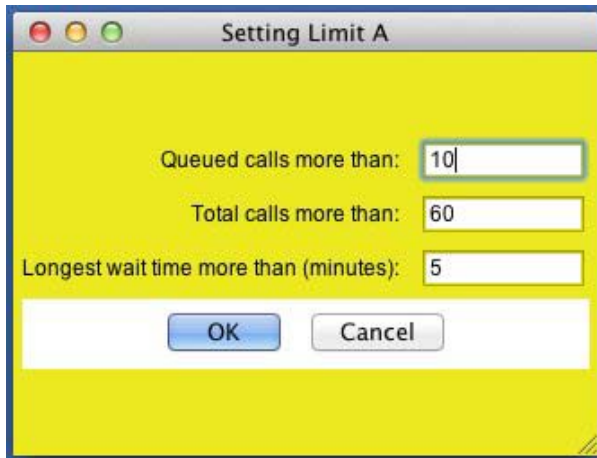 Setting Limit A
Queued calls more than: 10
Total calls more than: 60
Longest wait time more than (minutes): 5
OK Cancel